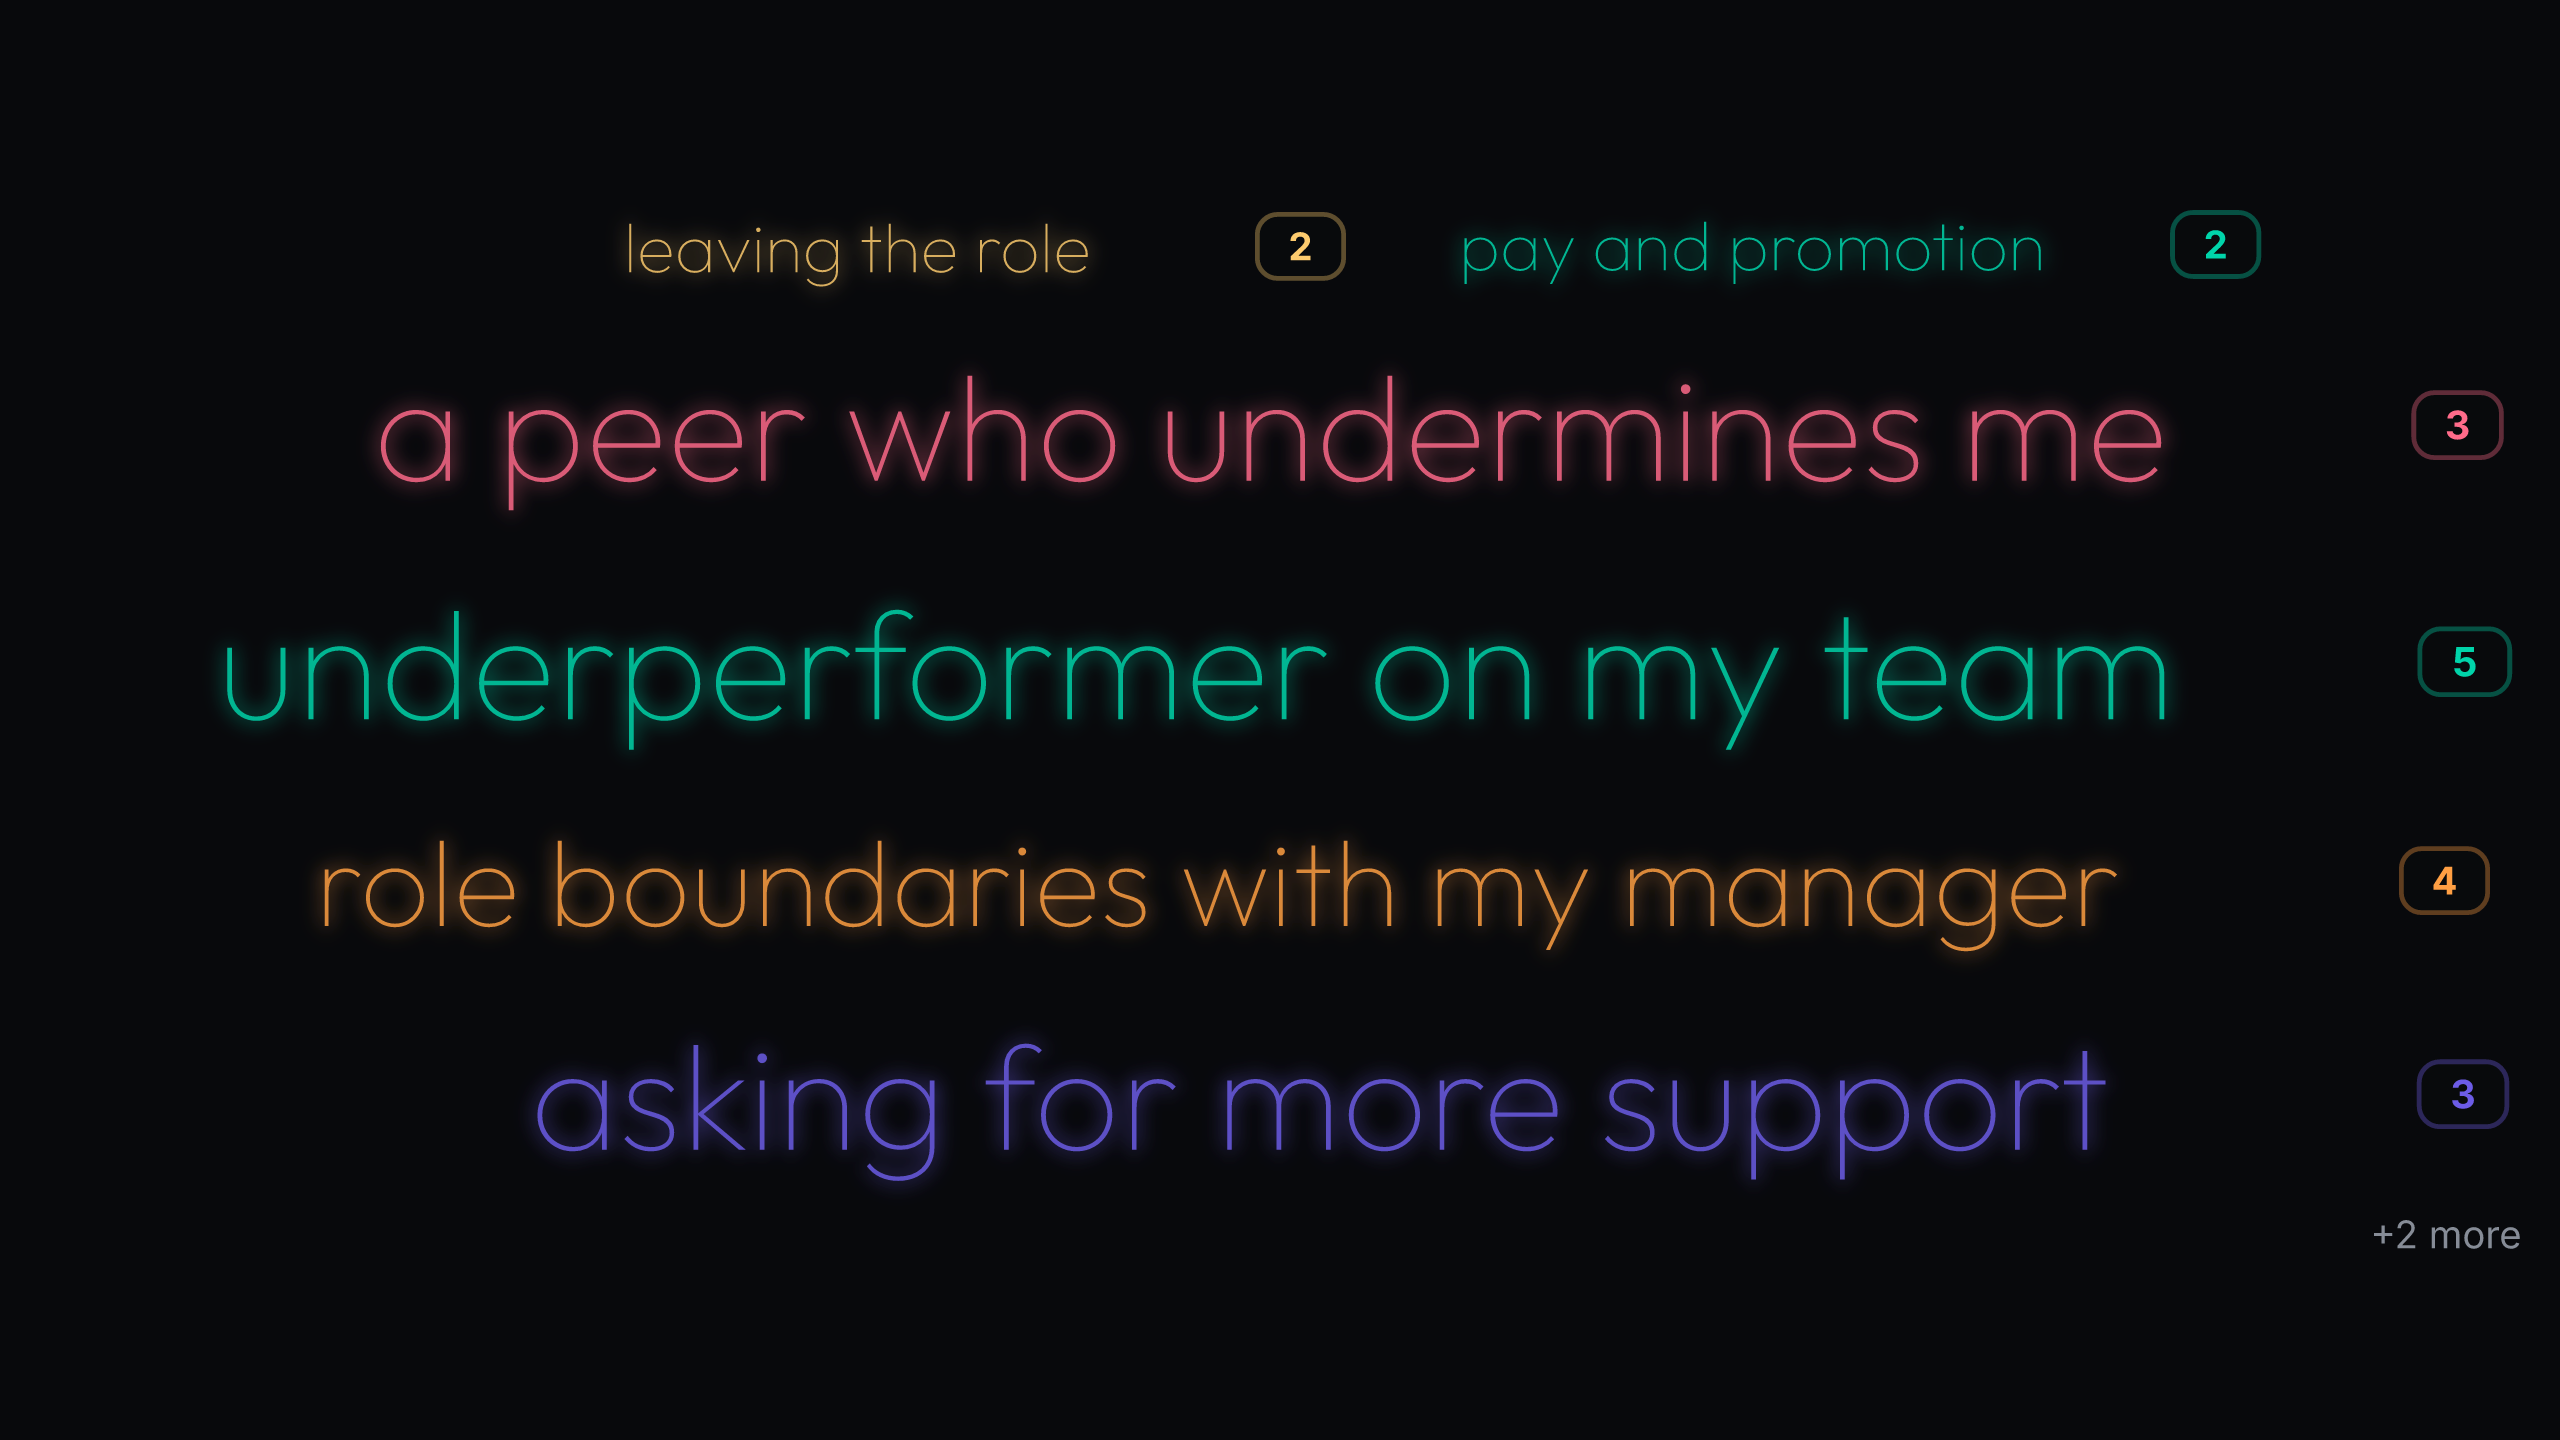 leaving the role 2 pay and promotion 2
a peer who undermines me 3
underperformer on my team 5
role boundaries with my manager 4
asking for more support 3
+2 more